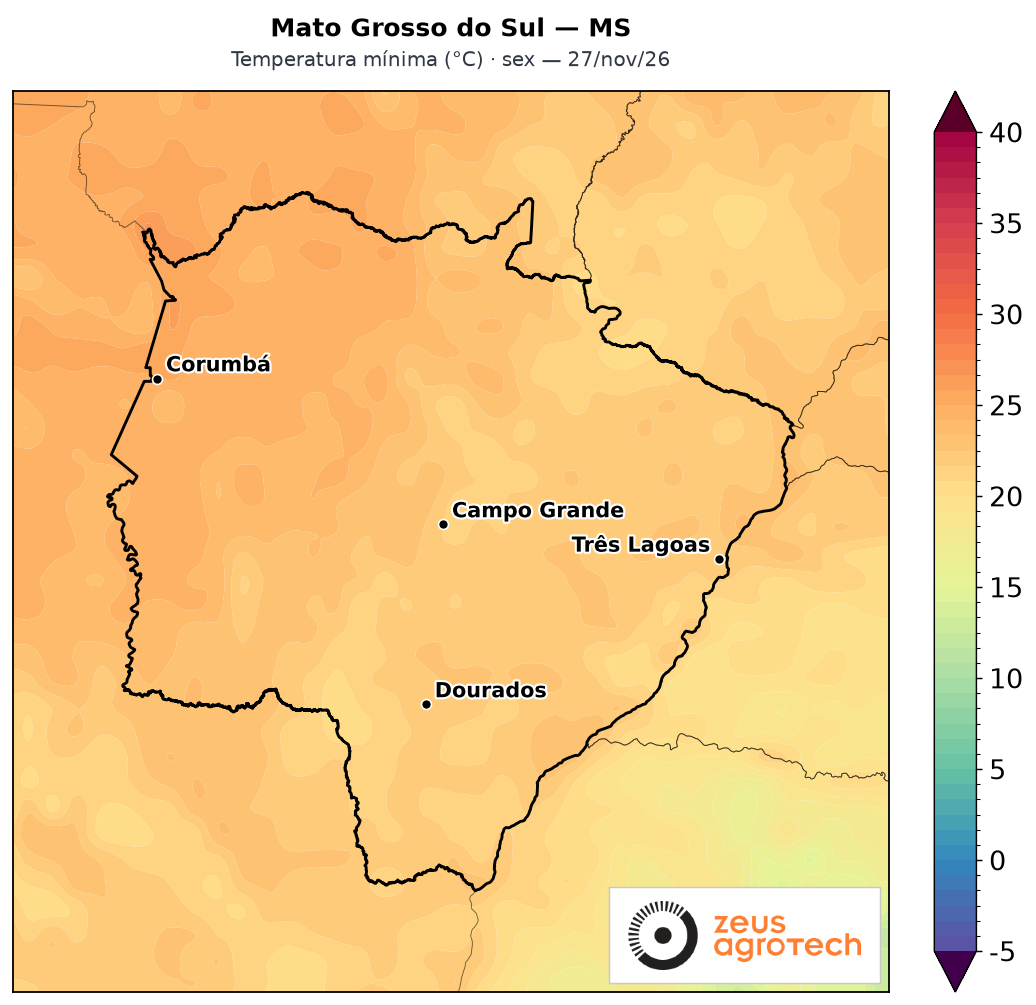 Mato Grosso do Sul — MS
Temperatura mínima (°C) · sex — 27/nov/26
40
35
30
25
20
15
10
5
0
-5
Corumbá
Campo Grande
Três Lagoas
Dourados
zeus
agrotech